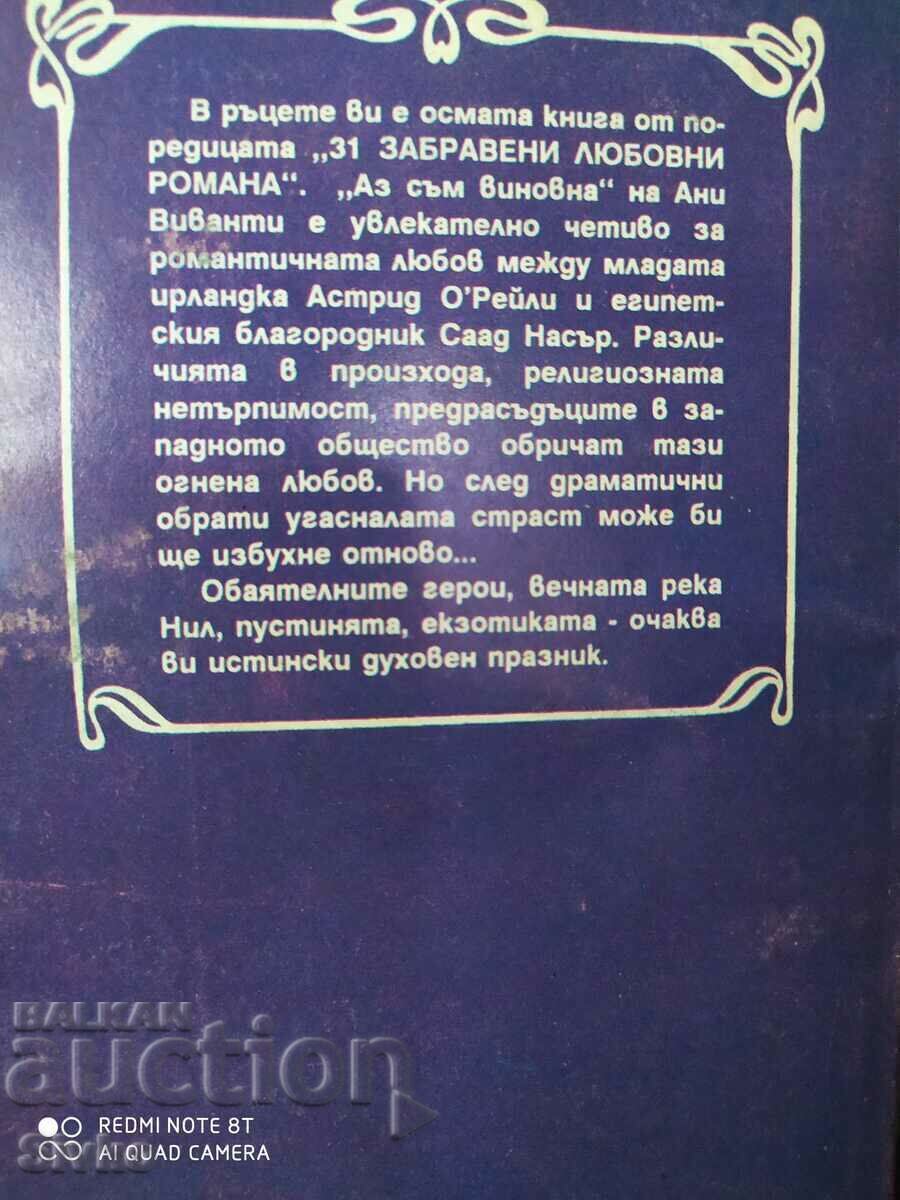 В ръцете ви е осмата книга от по-
редицата „31 ЗАБРАВЕНИ ЛЮБОВНИ
РОМАНА“. „Аз съм виновна“ на Ани
Виванти е увлекателно четиво за
романтичната любов между младата
ирландка Астрид О'Рейли и египет-
ския благородник Саад Насър. Разли-
чията в произхода, религиозната
нетърпимост, предрасъдъците в за-
падното общество обричат тази
огнена любов. Но след драматични
обрати угасналата страст може би
ще избухне отново...
Обаятелните герои, вечната река
Нил, пустинята, екзотиката - очаква
ви истински духовен празник.
BALKAN
auction
REDMI NOTE 8T
AI QUAD CAMERA